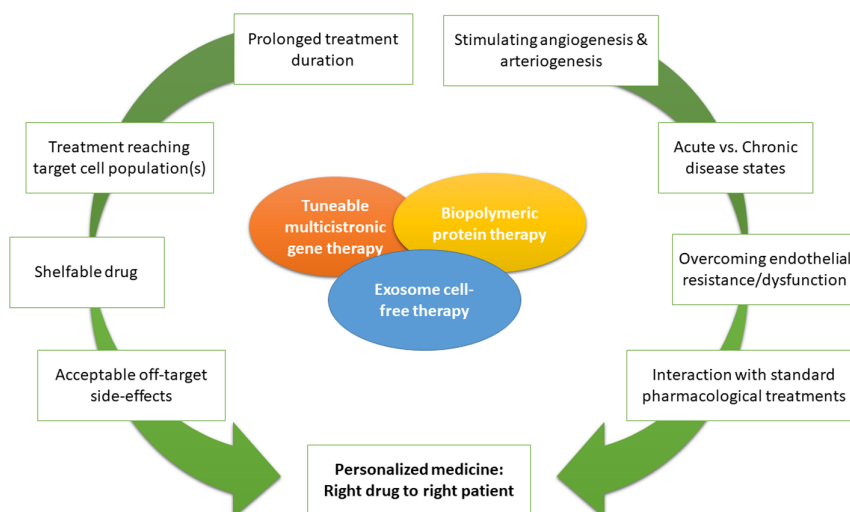 Prolonged treatment
duration
Stimulating angiogenesis &
arteriogenesis
Treatment reaching
target cell population(s)
Acute vs. Chronic
disease states
Tuneable
multicistronic
gene therapy
Biopolymeric
protein therapy
Exosome cell-
free therapy
Shelfable drug
Overcoming endothelial
resistance/dysfunction
Acceptable off-target
side-effects
Interaction with standard
pharmacological treatments
Personalized medicine:
Right drug to right patient